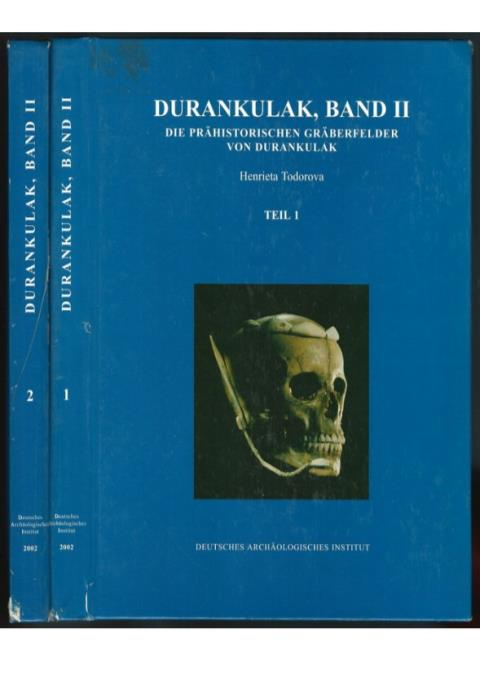 DURANKULAK, BAND II
2
Deutsches
Archäologisches
Institut
2002
DURANKULAK, BAND II
1
Deutsches
Archäologisches
Institut
2002
DURANKULAK, BAND II
DIE PRÄHISTORISCHEN GRÄBERFELDER
VON DURANKULAK
Henrieta Todorova
TEIL 1
DEUTSCHES ARCHÄOLOGISCHES INSTITUT